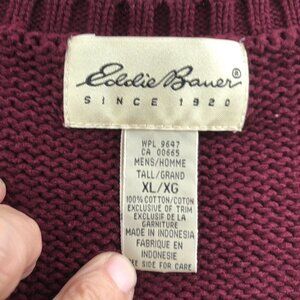 Eddie Bauer®
SINCE 1920
WPL 9647
CA 00665
MENS/HOMME
TALL/GRAND
XL/XG
100% COTTON/COTON
EXCLUSIVE OF TRIM
EXCLUSIF DE LA
GARNITURE
MADE IN INDONESIA
FABRIQUE EN
INDONESIE
SEE SIDE FOR CARE